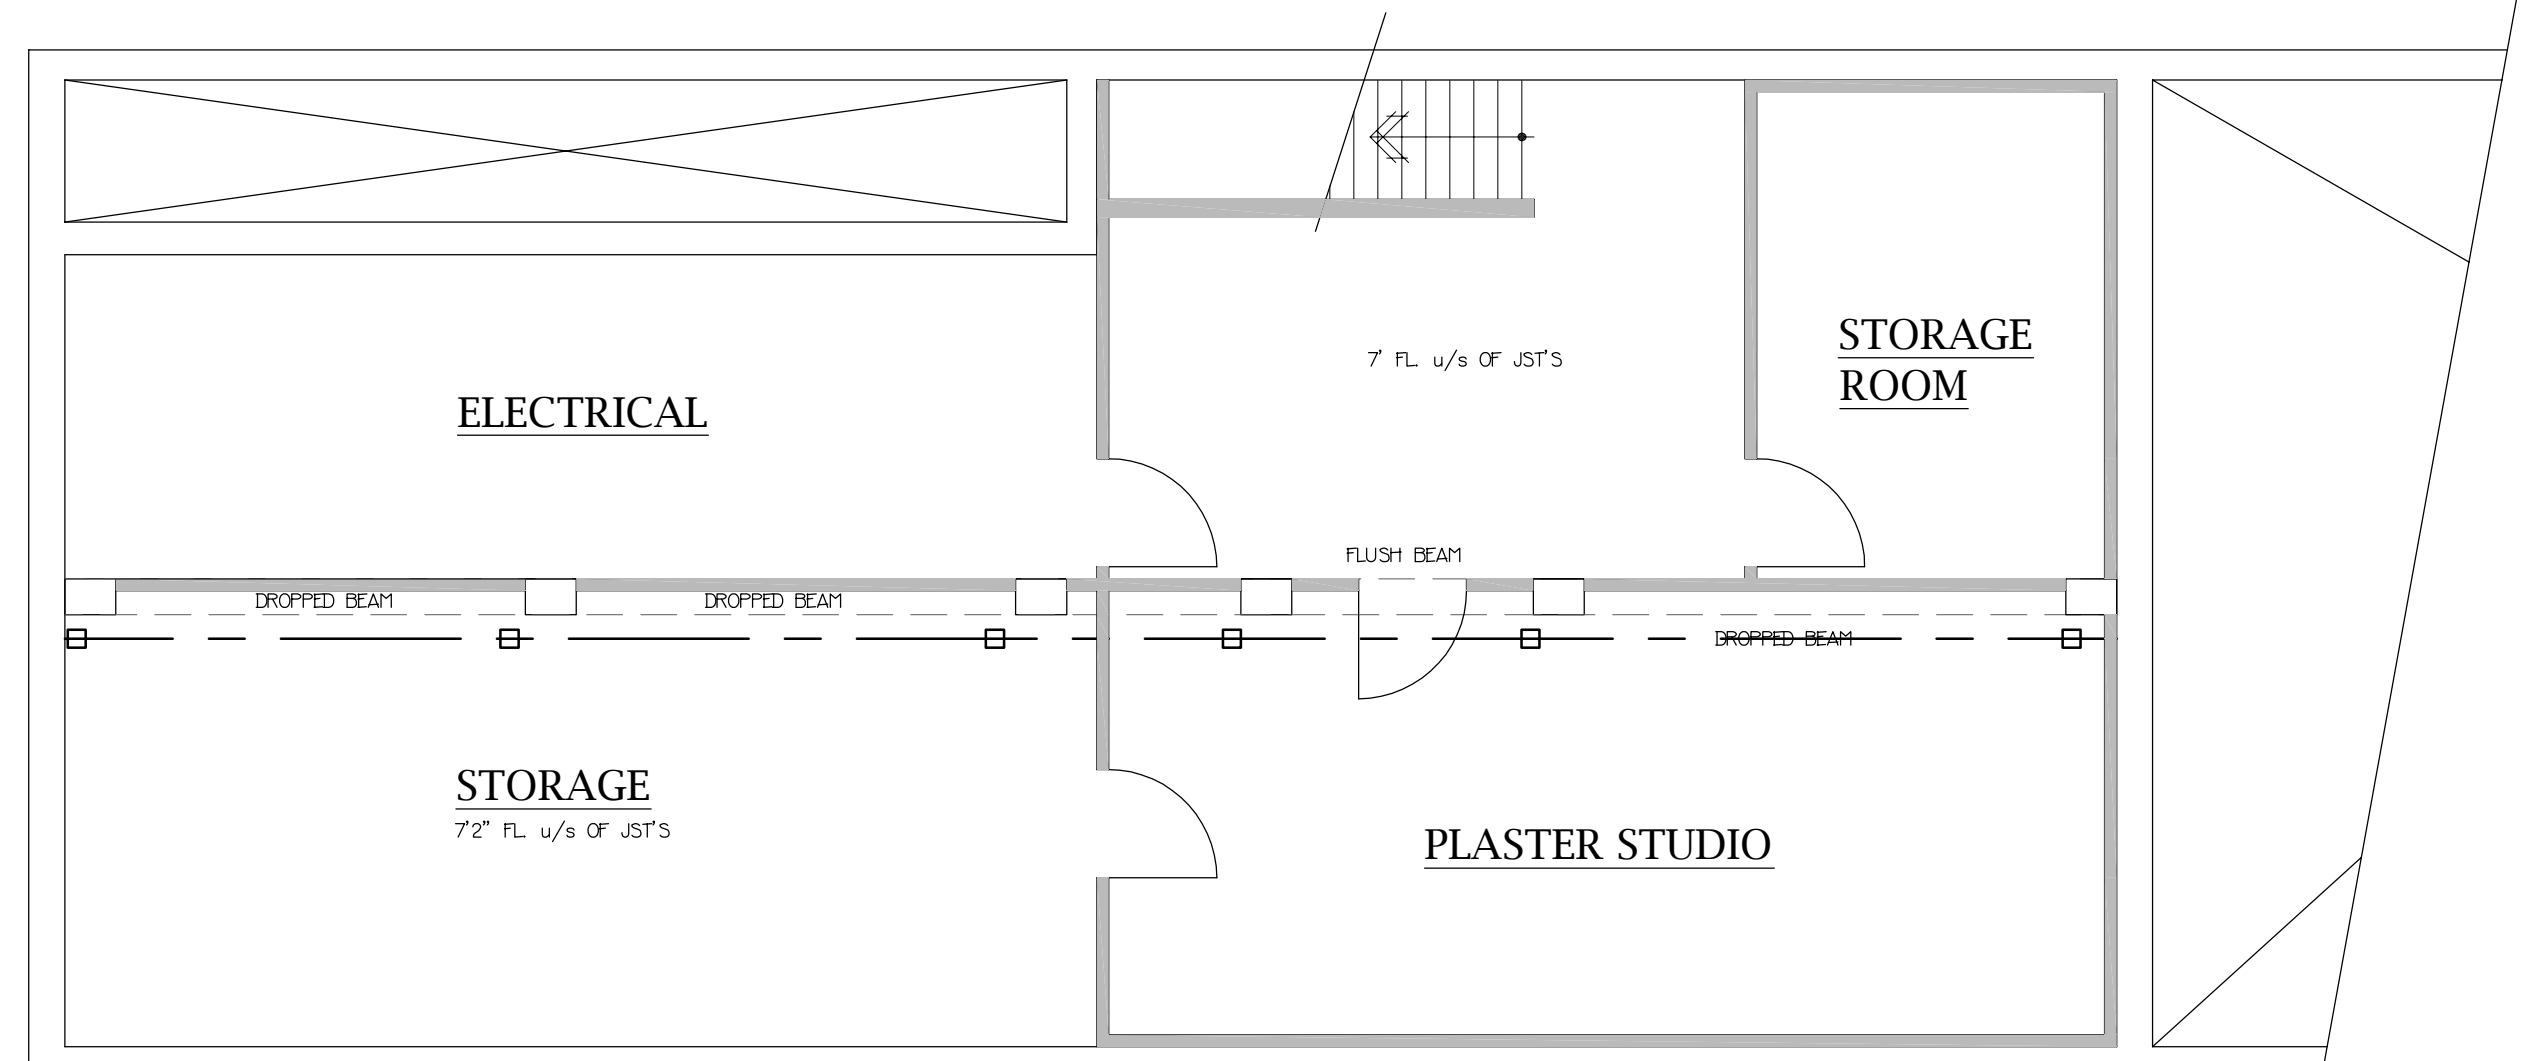 STORAGE
ROOM
7' FL. u/s OF JST'S
ELECTRICAL
FLUSH BEAM
DROPPED BEAM
DROPPED BEAM
DROPPED BEAM
STORAGE
7'2" FL. u/s OF JST'S
PLASTER STUDIO